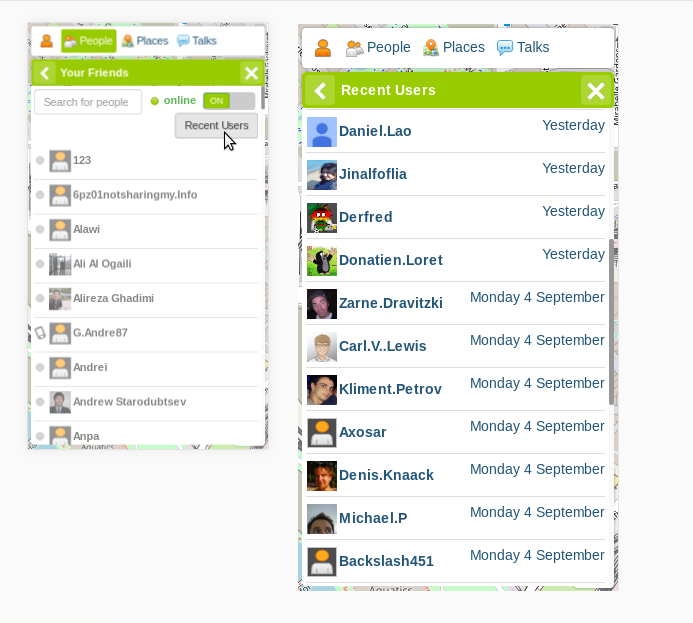 People Places Talks
Your Friends
Search for people online ON
Recent Users
123
6pz01notsharingmy.Info
Alawi
Ali Al Ogaili
Alireza Ghadimi
G.Andre87
Andrei
Andrew Starodubtsev
Anpa
Aquatics
People Places Talks
Recent Users
Daniel.Lao Yesterday
Jinalfoflia Yesterday
Derfred Yesterday
Donatien.Loret Yesterday
Zarne.Dravitzki Monday 4 September
Carl.V..Lewis Monday 4 September
Kliment.Petrov Monday 4 September
Axosar Monday 4 September
Denis.Knaack Monday 4 September
Michael.P Monday 4 September
Backslash451 Monday 4 September
Aquatics